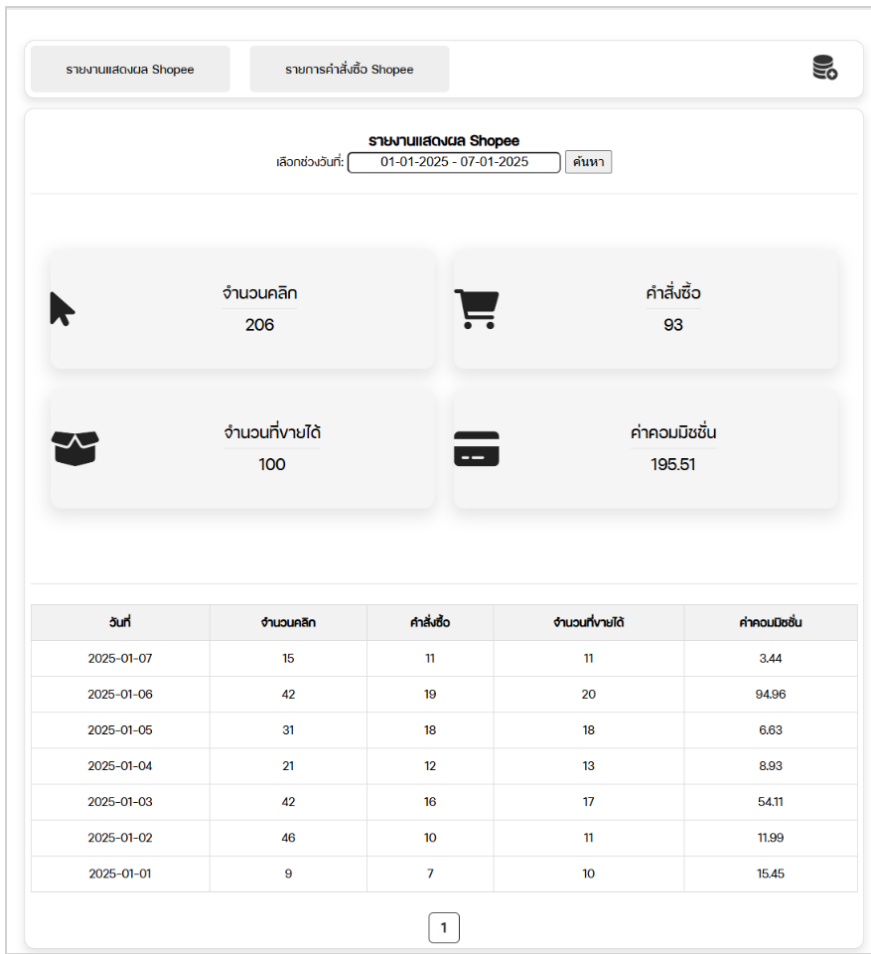 รายงานแสดงผล Shopee รายการคำสั่งซื้อ Shopee
รายงานแสดงผล Shopee
เลือกช่วงวันที่: 01-01-2025 - 07-01-2025 ค้นหา
จำนวนคลิก
206
คำสั่งซื้อ
93
จำนวนที่ขายได้
100
ค่าคอมมิชชั่น
195.51
วันที่ จำนวนคลิก คำสั่งซื้อ จำนวนที่ขายได้ ค่าคอมมิชชั่น
2025-01-07 15 11 11 3.44
2025-01-06 42 19 20 94.96
2025-01-05 31 18 18 6.63
2025-01-04 21 12 13 8.93
2025-01-03 42 16 17 54.11
2025-01-02 46 10 11 11.99
2025-01-01 9 7 10 15.45
1